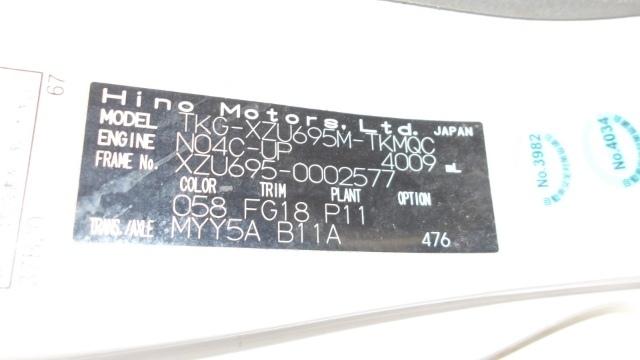 Hino Motors, Ltd. JAPAN
MODEL TKG-XZU695M-TKMQC
ENGINE N04C-UP 4009 mL
FRAME No. XZU695-0002577
COLOR TRIM PLANT OPTION
058 FG18 P11
TRANS./AXLE MYY5A B11A 476
67
No.3982
No.4034